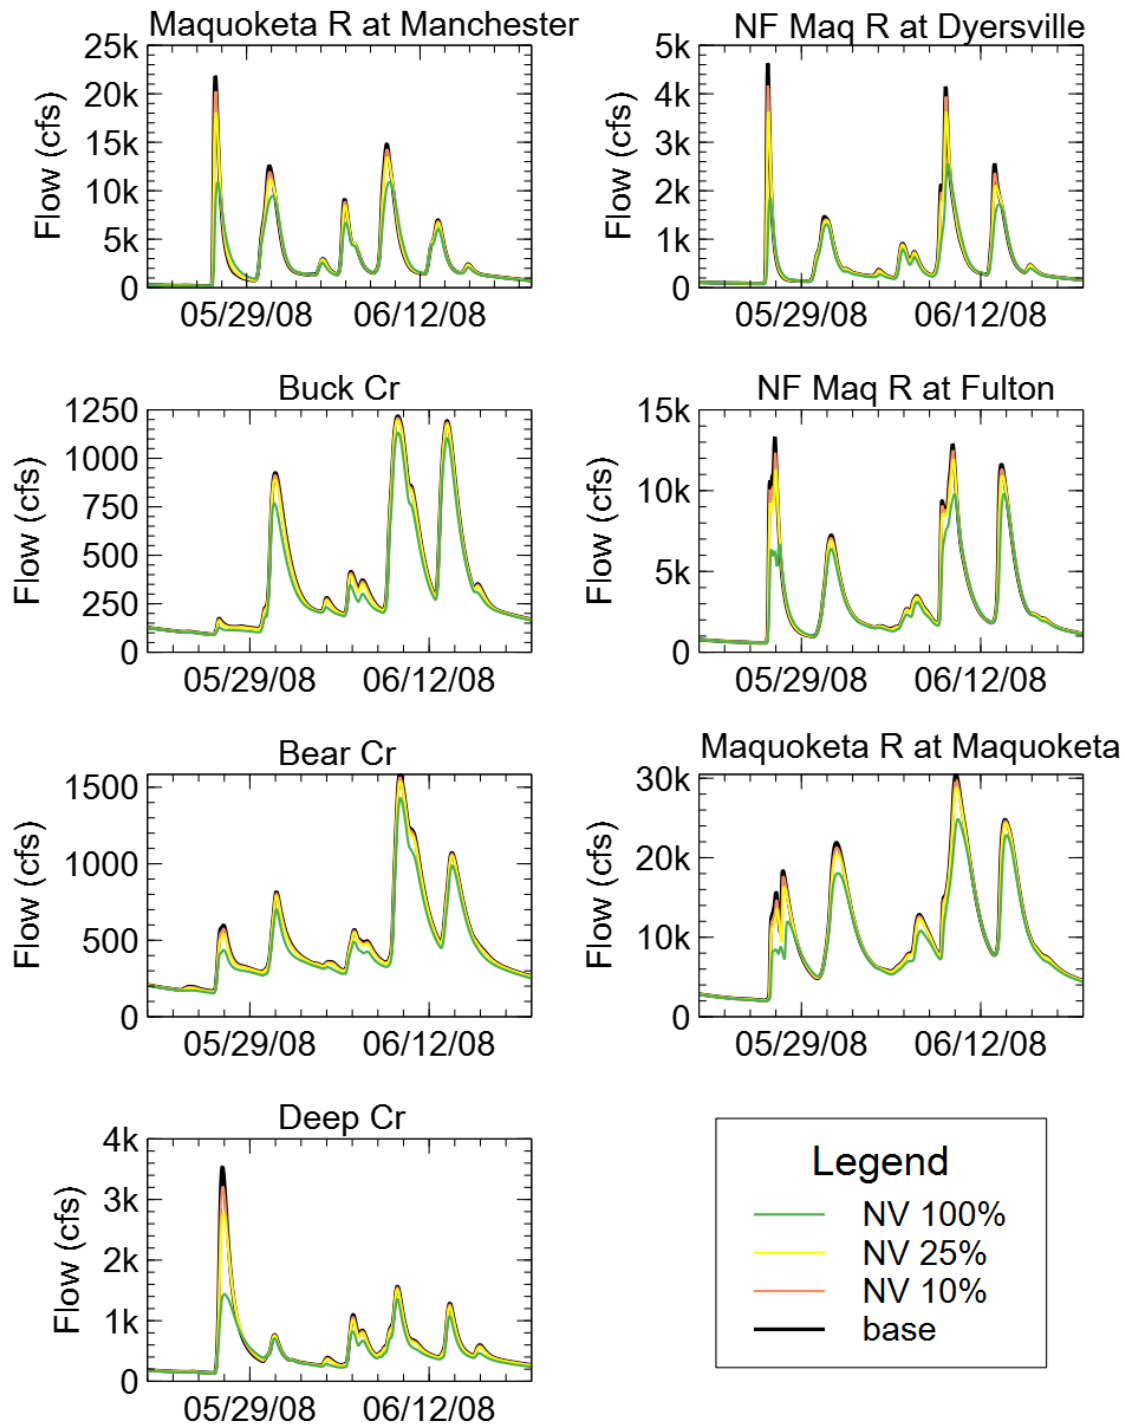 Maquoketa R at Manchester
Flow (cfs)
25k
20k
15k
10k
5k
0
05/29/08 06/12/08
NF Maq R at Dyersville
Flow (cfs)
5k
4k
3k
2k
1k
0
05/29/08 06/12/08
Buck Cr
Flow (cfs)
1250
1000
750
500
250
0
05/29/08 06/12/08
NF Maq R at Fulton
Flow (cfs)
15k
10k
5k
0
05/29/08 06/12/08
Bear Cr
Flow (cfs)
1500
1000
500
0
05/29/08 06/12/08
Maquoketa R at Maquoketa
Flow (cfs)
30k
20k
10k
0
05/29/08 06/12/08
Deep Cr
Flow (cfs)
4k
3k
2k
1k
0
05/29/08 06/12/08
Legend
NV 100%
NV 25%
NV 10%
base